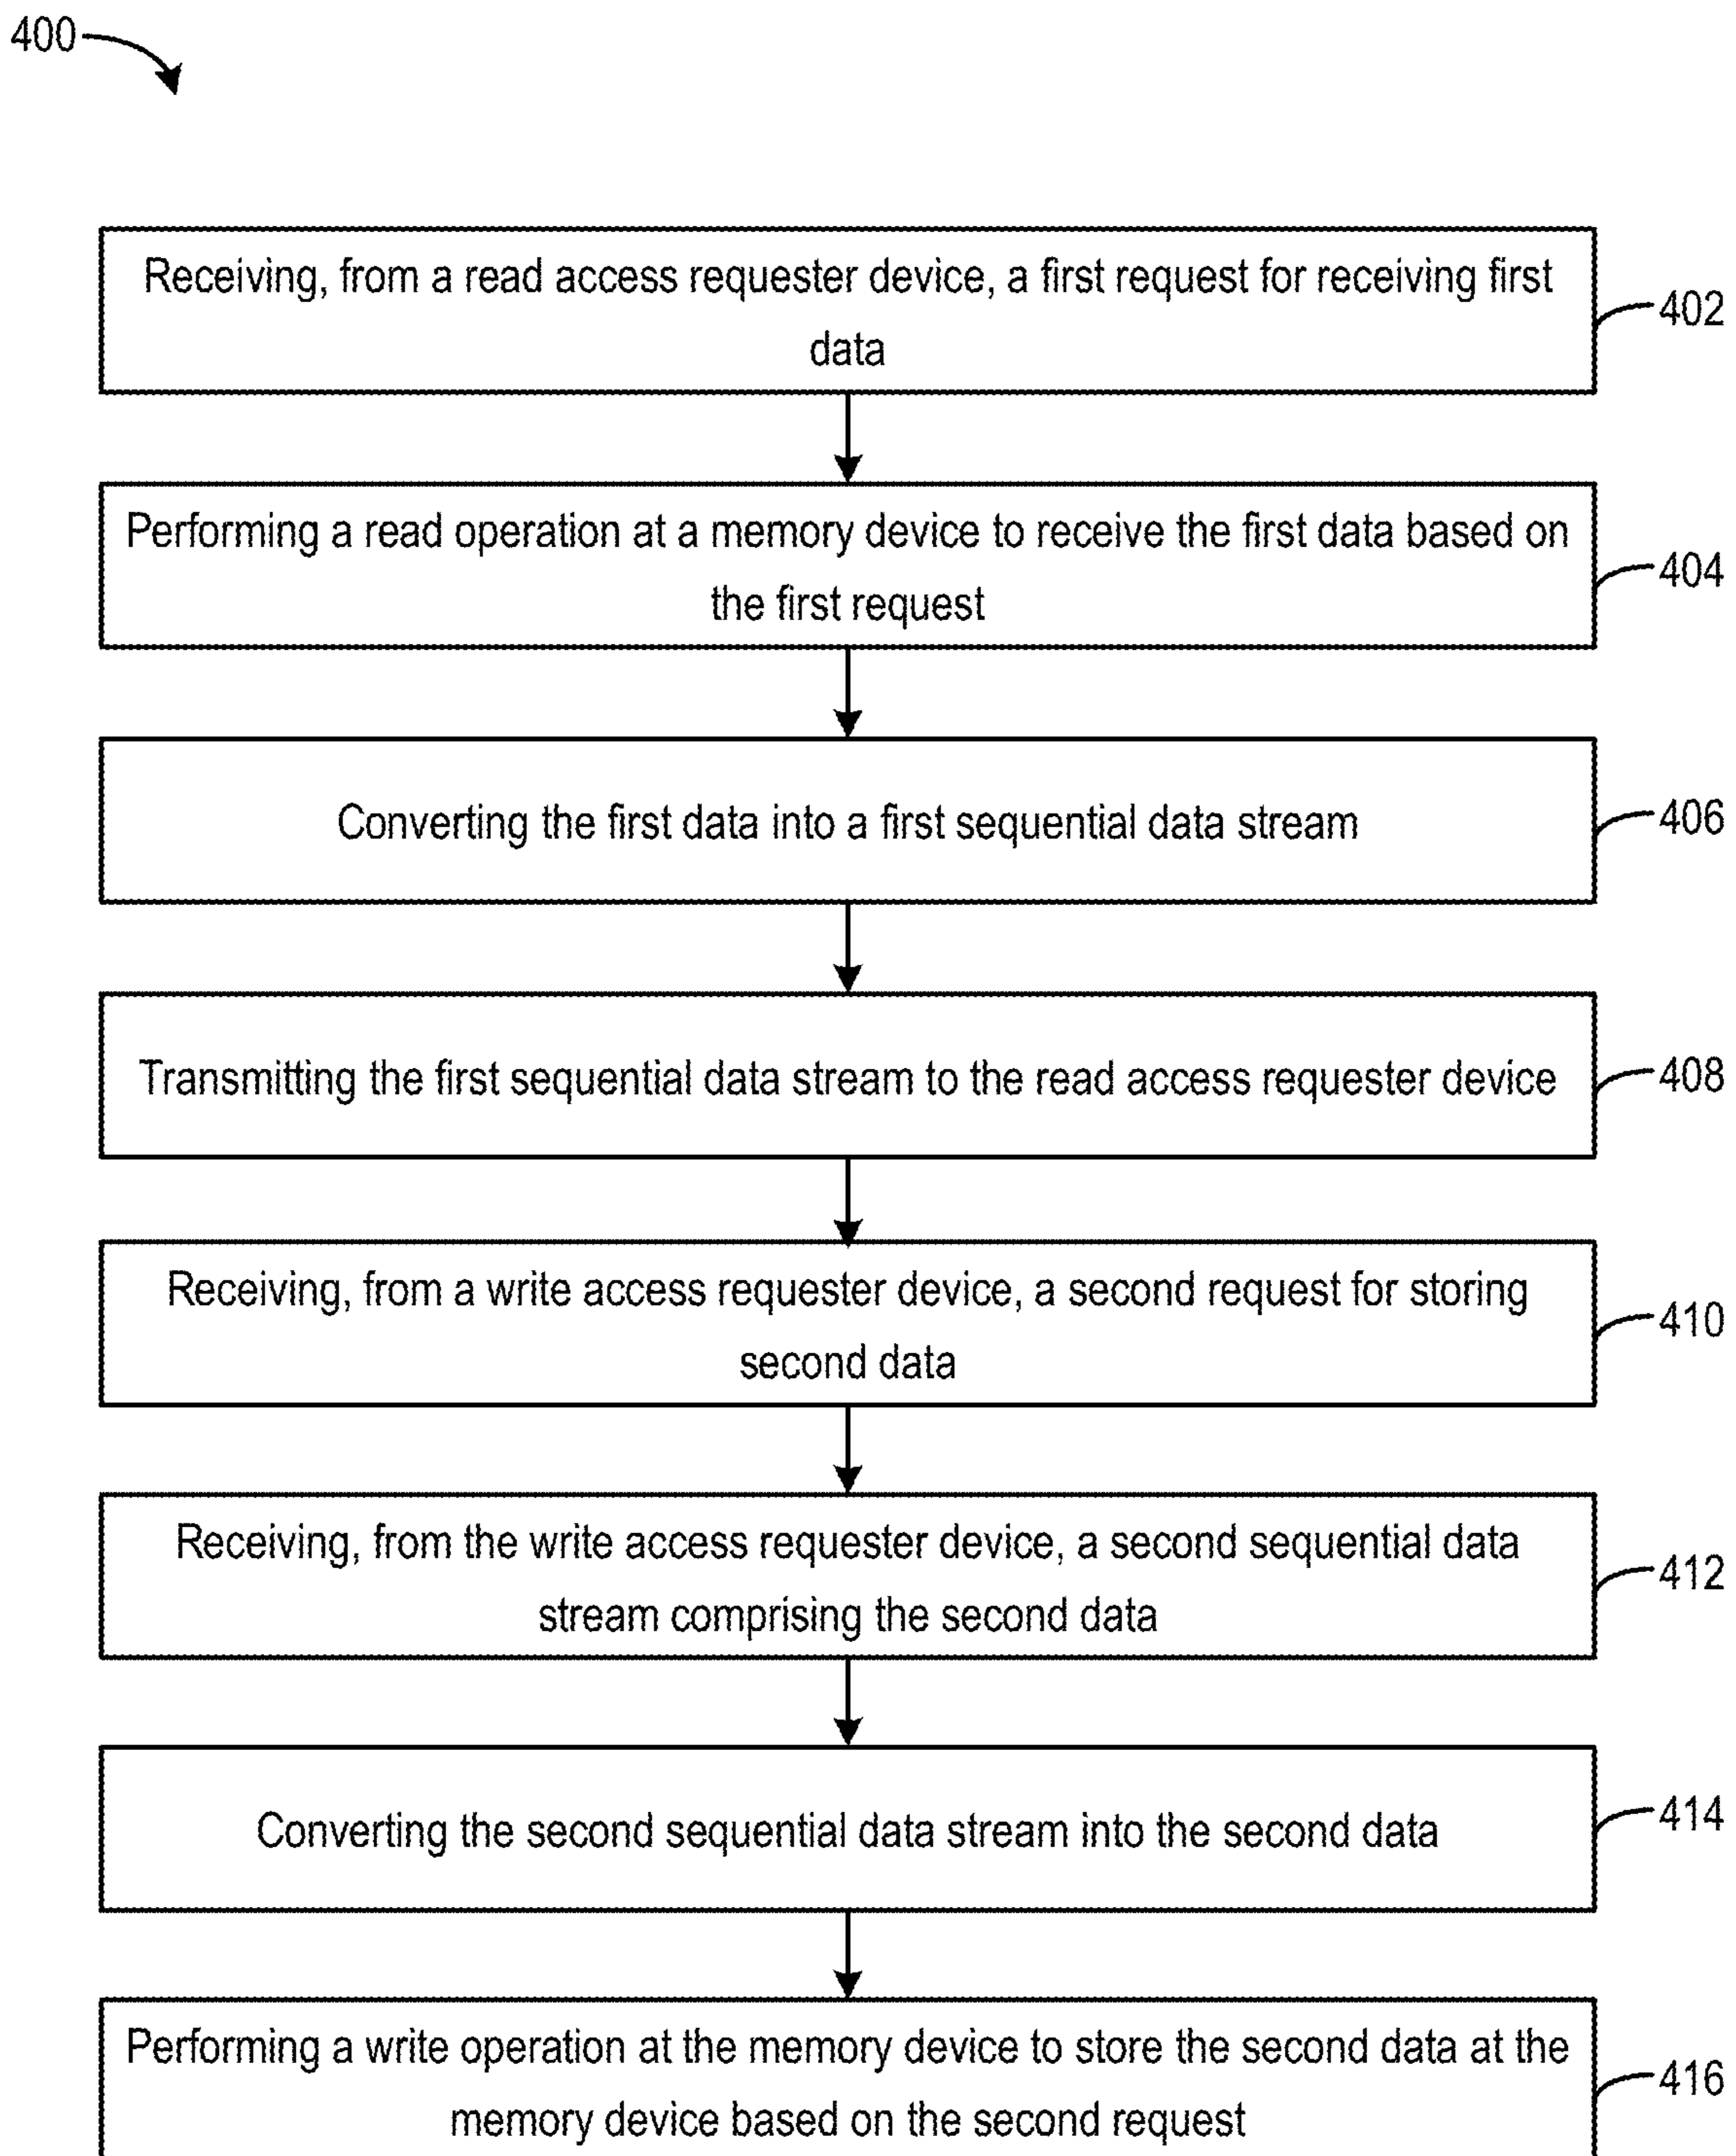 400
Receiving, from a read access requester device, a first request for receiving first
data
402
Performing a read operation at a memory device to receive the first data based on
the first request
404
Converting the first data into a first sequential data stream
406
Transmitting the first sequential data stream to the read access requester device
408
Receiving, from a write access requester device, a second request for storing
second data
410
Receiving, from the write access requester device, a second sequential data
stream comprising the second data
412
Converting the second sequential data stream into the second data
414
Performing a write operation at the memory device to store the second data at the
memory device based on the second request
416